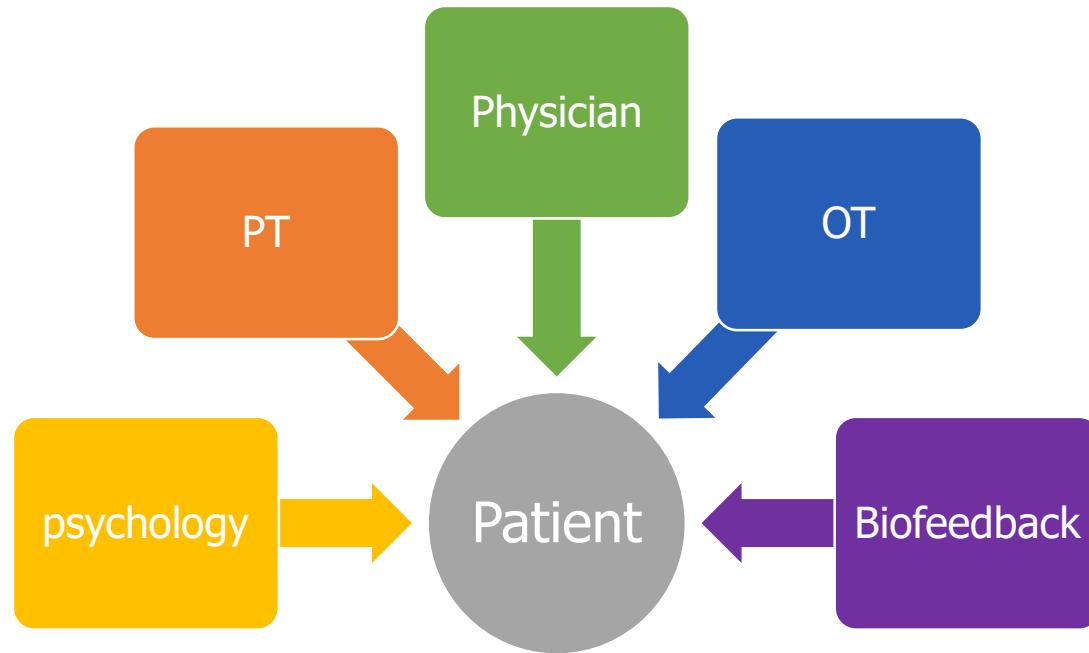 Physician
PT
OT
psychology
Patient
Biofeedback